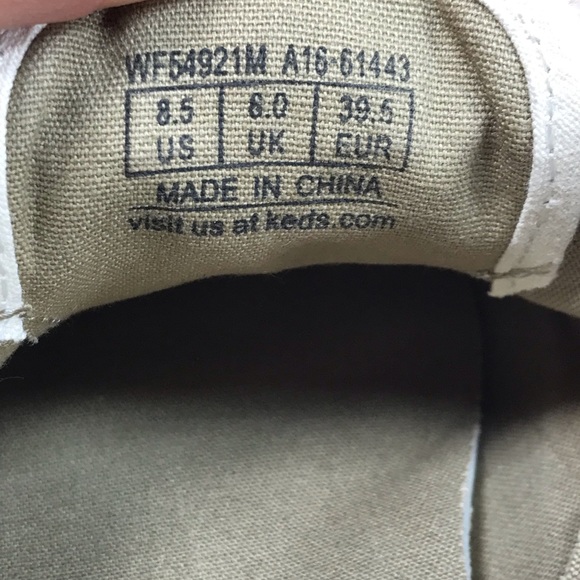 WF54921M A16-61443
8.5 6.0 39.5
US UK EUR
MADE IN CHINA
visit us at keds.com